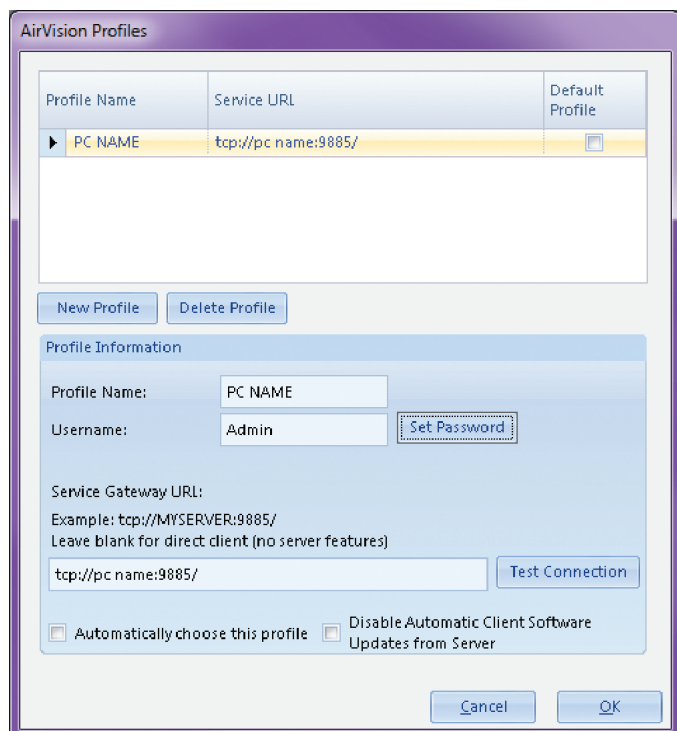 AirVision Profiles
Profile Name Service URL Default Profile
PC NAME tcp://pc name:9885/
New Profile Delete Profile
Profile Information
Profile Name: PC NAME
Username: Admin Set Password
Service Gateway URL:
Example: tcp://MYSERVER:9885/
Leave blank for direct client (no server features)
tcp://pc name:9885/ Test Connection
Automatically choose this profile Disable Automatic Client Software
Updates from Server
Cancel OK